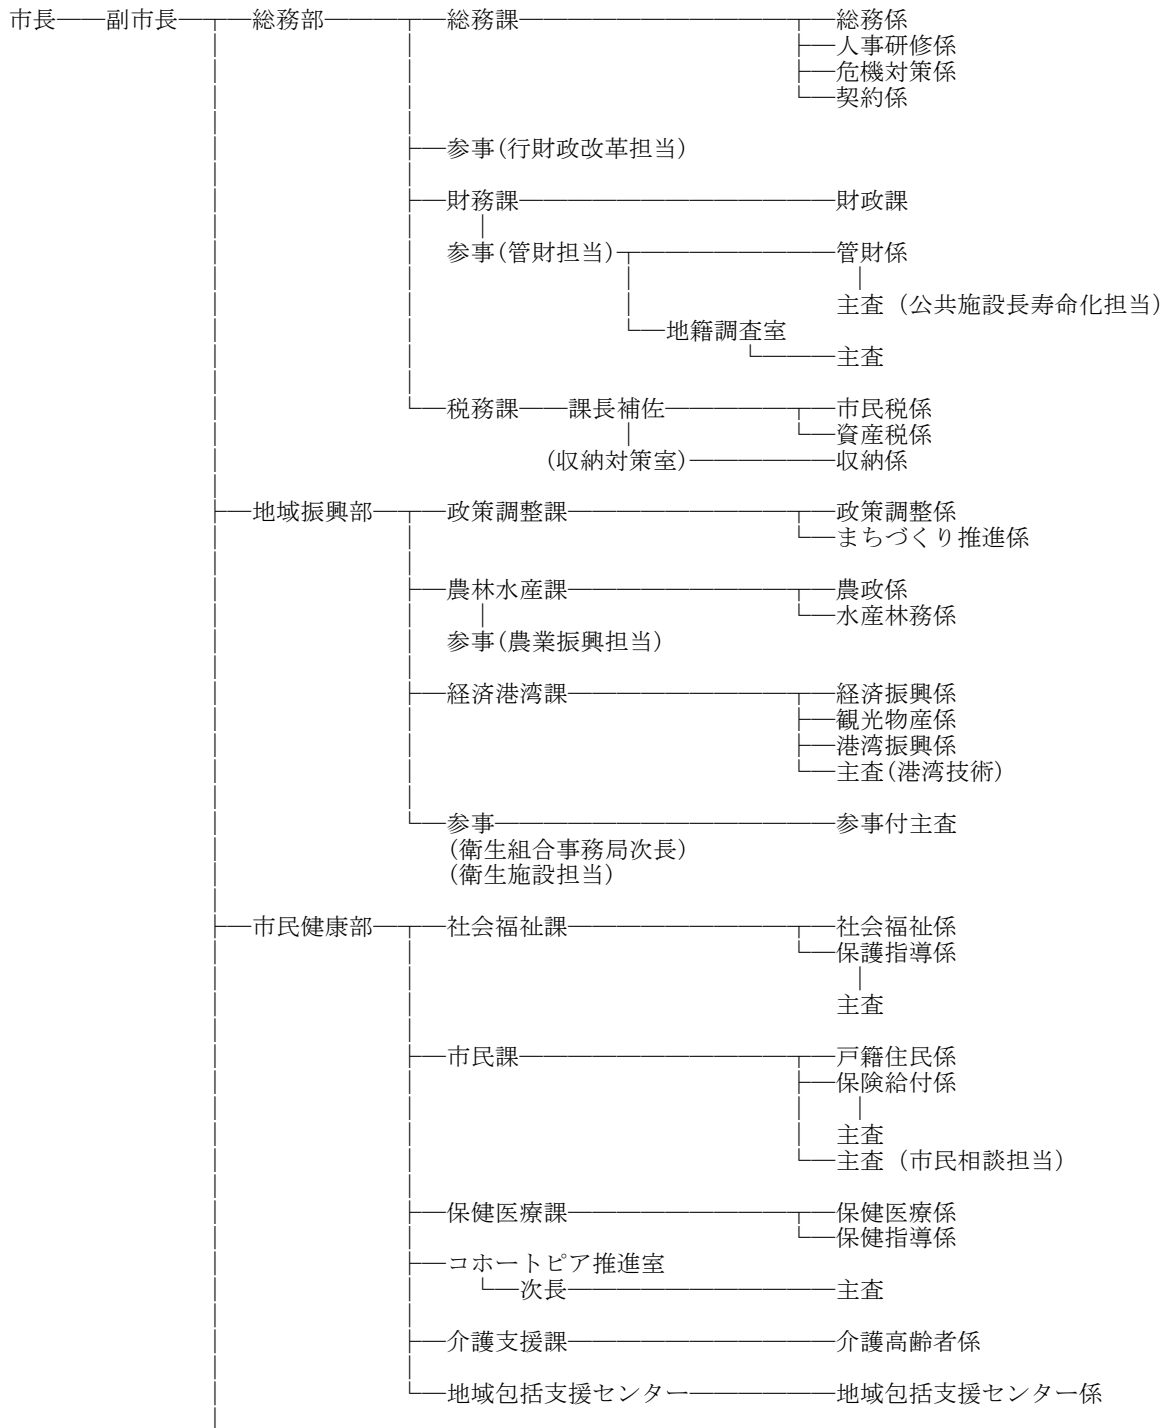 市長 副市長 総務部 総務課 総務係
人事研修係
危機対策係
契約係
参事(行財政改革担当)
財務課 財政課
参事(管財担当) 管財係
主査（公共施設長寿命化担当）
地籍調査室
主査
税務課 課長補佐 市民税係
資産税係
(収納対策室) 収納係
地域振興部 政策調整課 政策調整係
まちづくり推進係
農林水産課 農政係
水産林務係
参事(農業振興担当)
経済港湾課 経済振興係
観光物産係
港湾振興係
主査(港湾技術)
参事 参事付主査
(衛生組合事務局次長)
(衛生施設担当)
市民健康部 社会福祉課 社会福祉係
保護指導係
主査
市民課 戸籍住民係
保険給付係
主査
主査（市民相談担当）
保健医療課 保健医療係
保健指導係
コホートピア推進室
次長 主査
介護支援課 介護高齢者係
地域包括支援センター 地域包括支援センター係